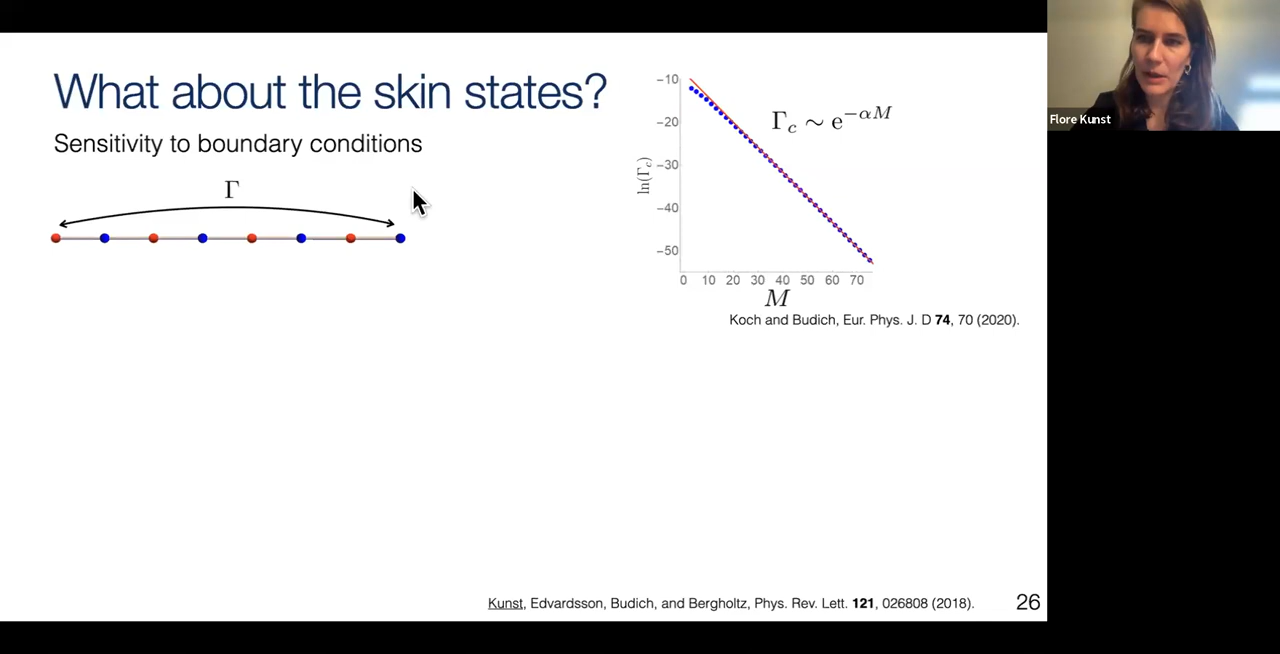 What about the skin states?
Sensitivity to boundary conditions
Γ
−10
−20
−30
−40
−50
ln(Γc)
Γc ∼ e−αM
0 10 20 30 40 50 60 70
M
Koch and Budich, Eur. Phys. J. D 74, 70 (2020).
Kunst, Edvardsson, Budich, and Bergholtz, Phys. Rev. Lett. 121, 026808 (2018).
26
Flore Kunst